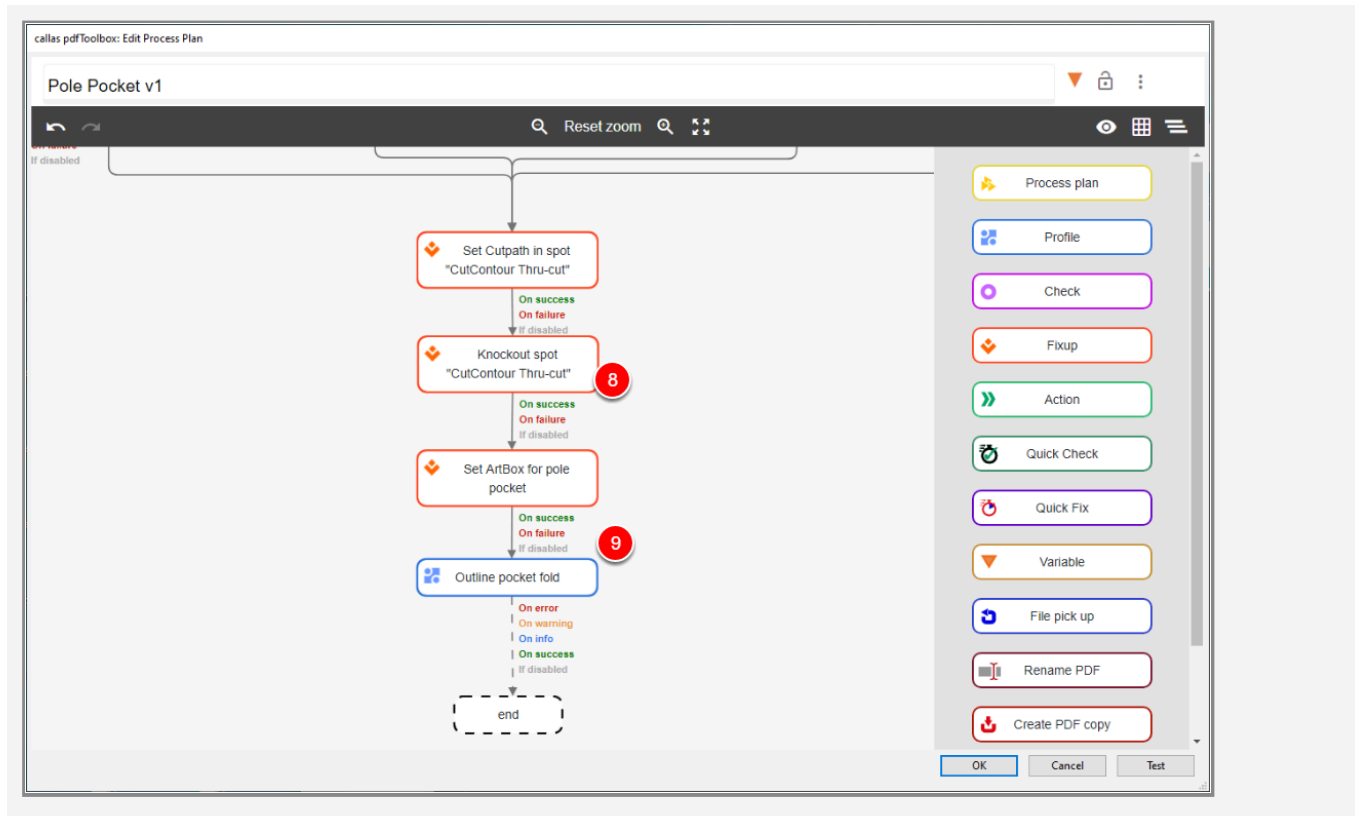 callas pdfToolbox: Edit Process Plan
Pole Pocket v1
Reset zoom
On failure
If disabled
Set Cutpath in spot
"CutContour Thru-cut"
On success
On failure
If disabled
Knockout spot
"CutContour Thru-cut"
8
On success
On failure
If disabled
Set ArtBox for pole
pocket
On success
On failure
If disabled
9
Outline pocket fold
On error
On warning
On info
On success
If disabled
end
Process plan
Profile
Check
Fixup
Action
Quick Check
Quick Fix
Variable
File pick up
Rename PDF
Create PDF copy
OK
Cancel
Test